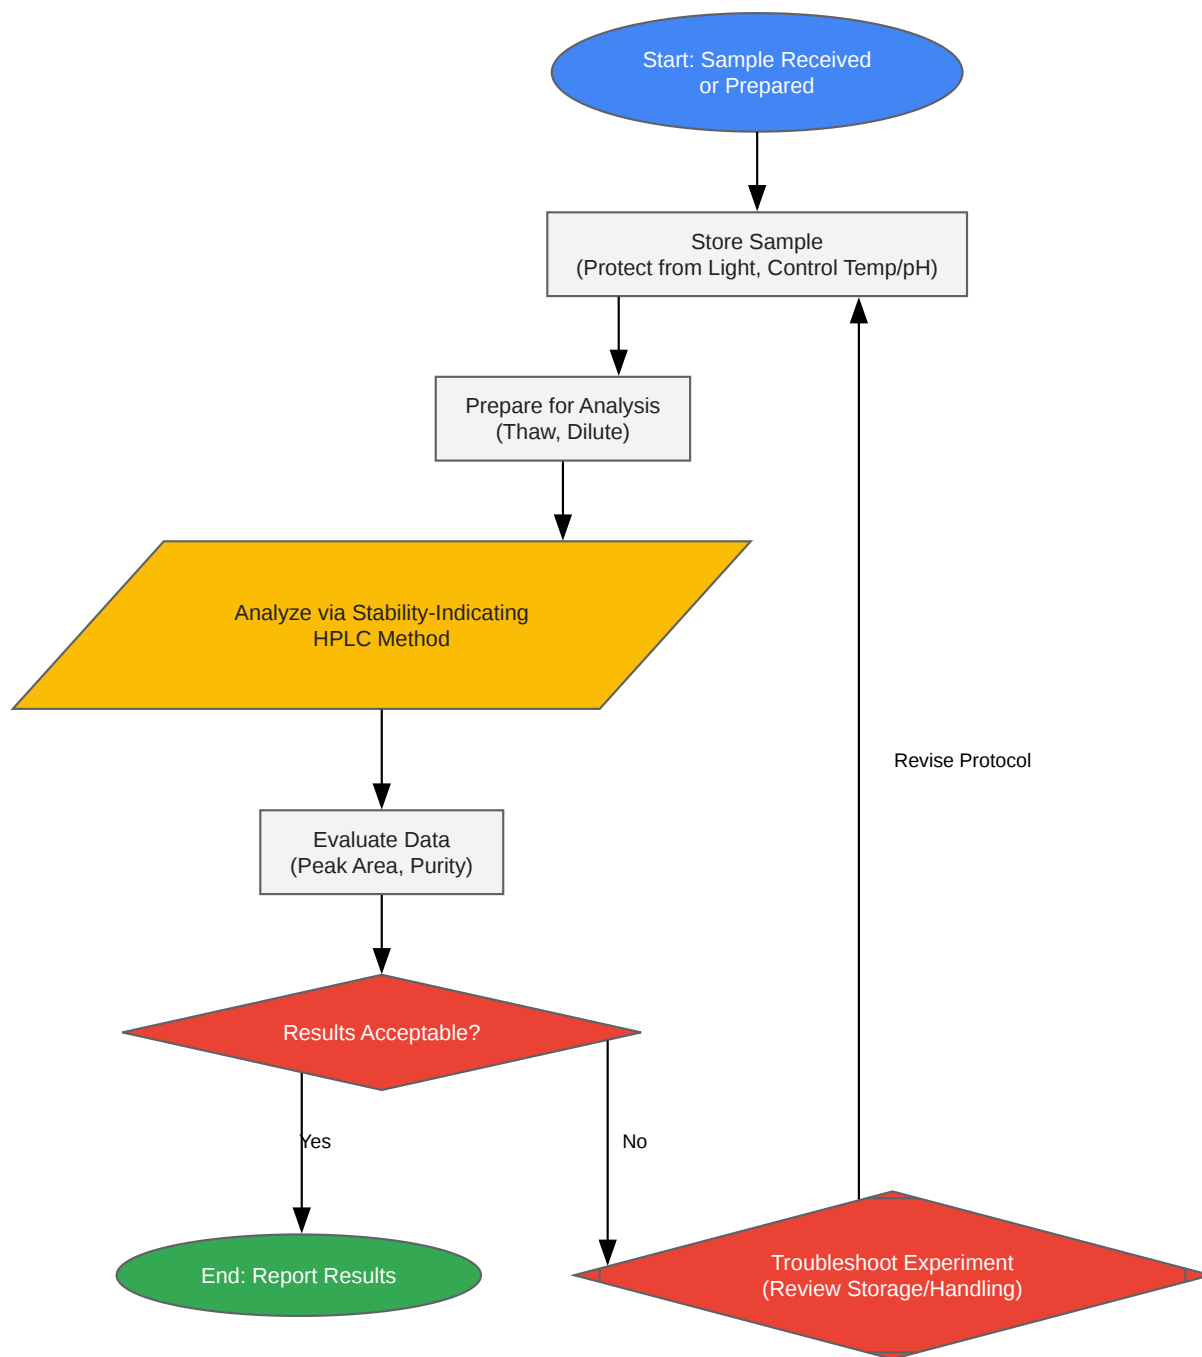 Start: Sample Received
or Prepared
Store Sample
(Protect from Light, Control Temp/pH)
Prepare for Analysis
(Thaw, Dilute)
Analyze via Stability-Indicating
HPLC Method
Revise Protocol
Evaluate Data
(Peak Area, Purity)
Results Acceptable?
Yes
No
End: Report Results
Troubleshoot Experiment
(Review Storage/Handling)